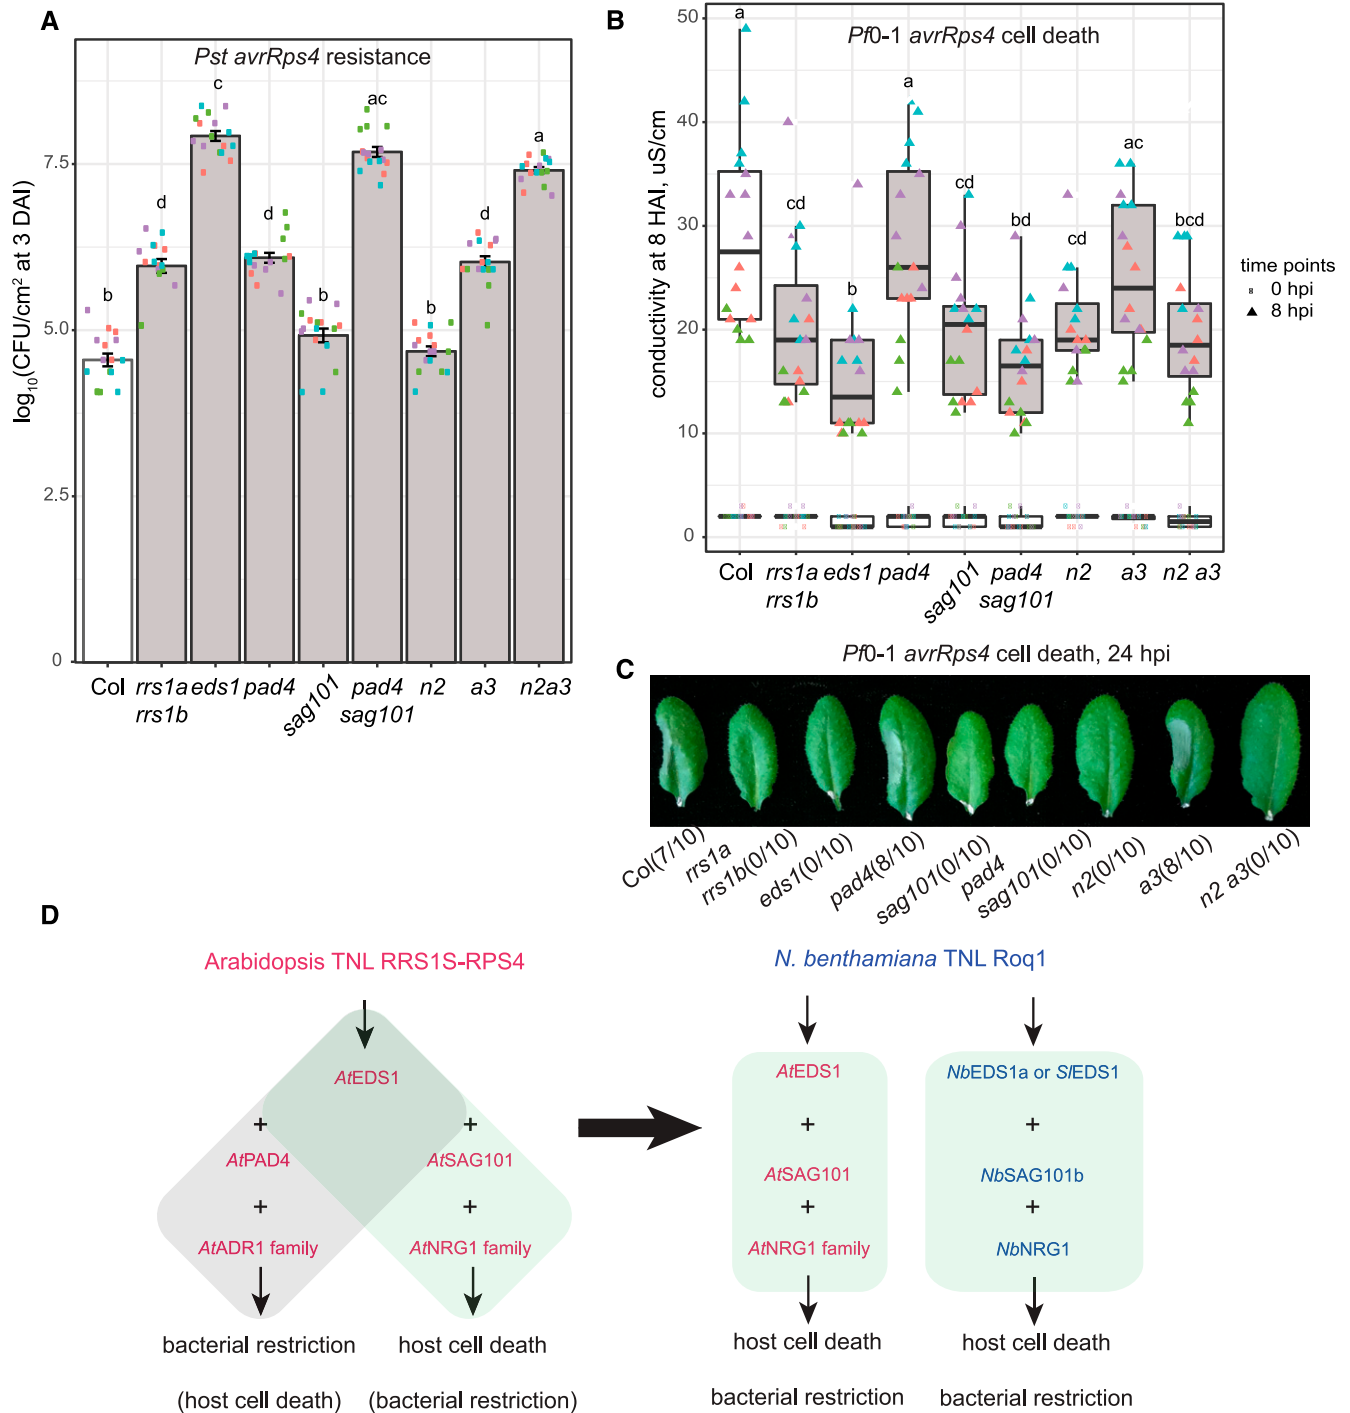 A
Pst avrRps4 resistance
log10(CFU/cm2 at 3 DAI)
7.5
5.0
2.5
0
b
d
c
d
b
ac
b
d
a
Col
rrs1a
rrs1b
eds1
pad4
sag101
pad4
sag101
n2
a3
n2a3
B
Pf0-1 avrRps4 cell death
conductivity at 8 HAI, uS/cm
50
40
30
20
10
0
a
cd
b
a
cd
bd
cd
ac
bcd
Col
rrs1a
rrs1b
eds1
pad4
sag101
pad4
sag101
n2
a3
n2 a3
time points
0 hpi
8 hpi
C
Pf0-1 avrRps4 cell death, 24 hpi
Col(7/10)
rrs1a
rrs1b(0/10)
eds1(0/10)
pad4(8/10)
sag101(0/10)
pad4
sag101(0/10)
n2(0/10)
a3(8/10)
n2 a3(0/10)
D
Arabidopsis TNL RRS1S-RPS4
AtEDS1
+
+
AtPAD4
AtSAG101
+
+
AtADR1 family
AtNRG1 family
bacterial restriction
host cell death
(host cell death)
(bacterial restriction)
N. benthamiana TNL Roq1
AtEDS1
NbEDS1a or SlEDS1
+
+
AtSAG101
NbSAG101b
+
+
AtNRG1 family
NbNRG1
host cell death
host cell death
bacterial restriction
bacterial restriction